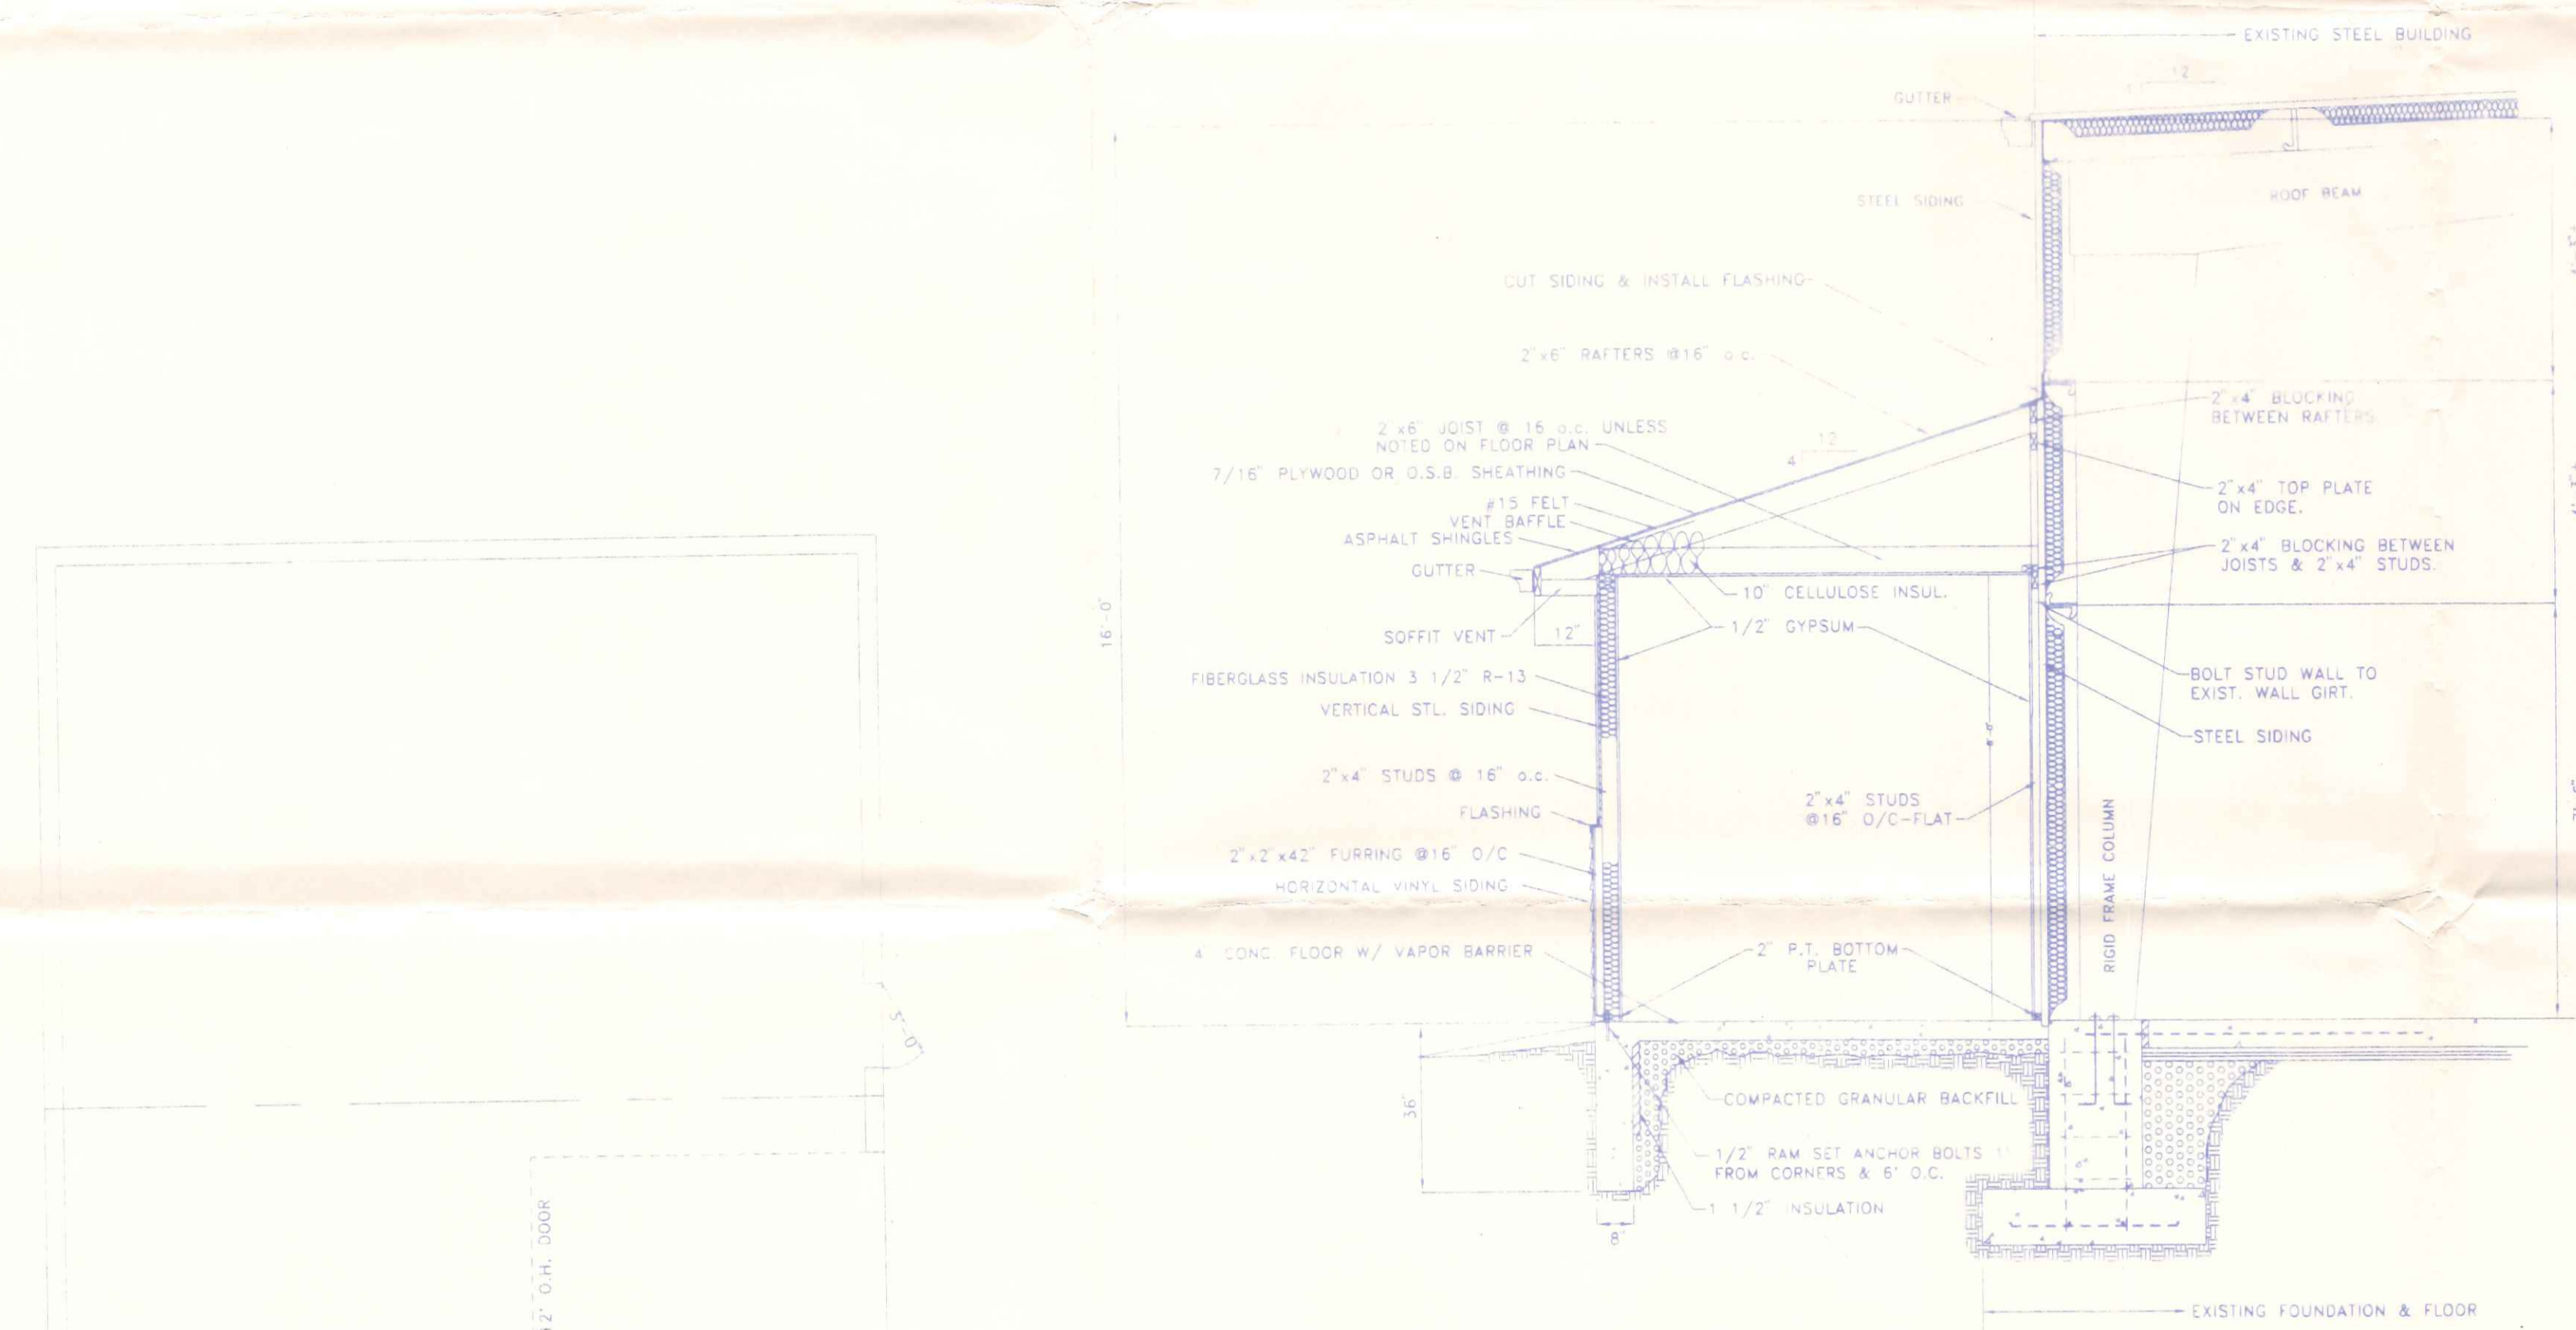 EXISTING STEEL BUILDING
12
GUTTER
STEEL SIDING
ROOF BEAM
CUT SIDING & INSTALL FLASHING
2"x6" RAFTERS @16" o.c.
2"x4" BLOCKING
BETWEEN RAFTERS
2"x6" JOIST @ 16 o.c. UNLESS
NOTED ON FLOOR PLAN
12
4
7/16" PLYWOOD OR O.S.B. SHEATHING
2"x4" TOP PLATE
ON EDGE.
#15 FELT
VENT BAFFLE
ASPHALT SHINGLES
2"x4" BLOCKING BETWEEN
JOISTS & 2"x4" STUDS.
GUTTER
10" CELLULOSE INSUL.
16'-0"
SOFFIT VENT
12"
1/2" GYPSUM
FIBERGLASS INSULATION 3 1/2" R-13
BOLT STUD WALL TO
EXIST. WALL GIRT.
VERTICAL STL. SIDING
STEEL SIDING
8'-0"
2"x4" STUDS @ 16" o.c.
FLASHING
2"x4" STUDS
@16" O/C-FLAT
2"x2"x42" FURRING @16" O/C
HORIZONTAL VINYL SIDING
RIGID FRAME COLUMN
4" CONC. FLOOR W/ VAPOR BARRIER
2" P.T. BOTTOM
PLATE
5'-0"
36"
COMPACTED GRANULAR BACKFILL
1/2" RAM SET ANCHOR BOLTS
FROM CORNERS & 6' O.C.
1 1/2" INSULATION
8"
12' O.H. DOOR
EXISTING FOUNDATION & FLOOR